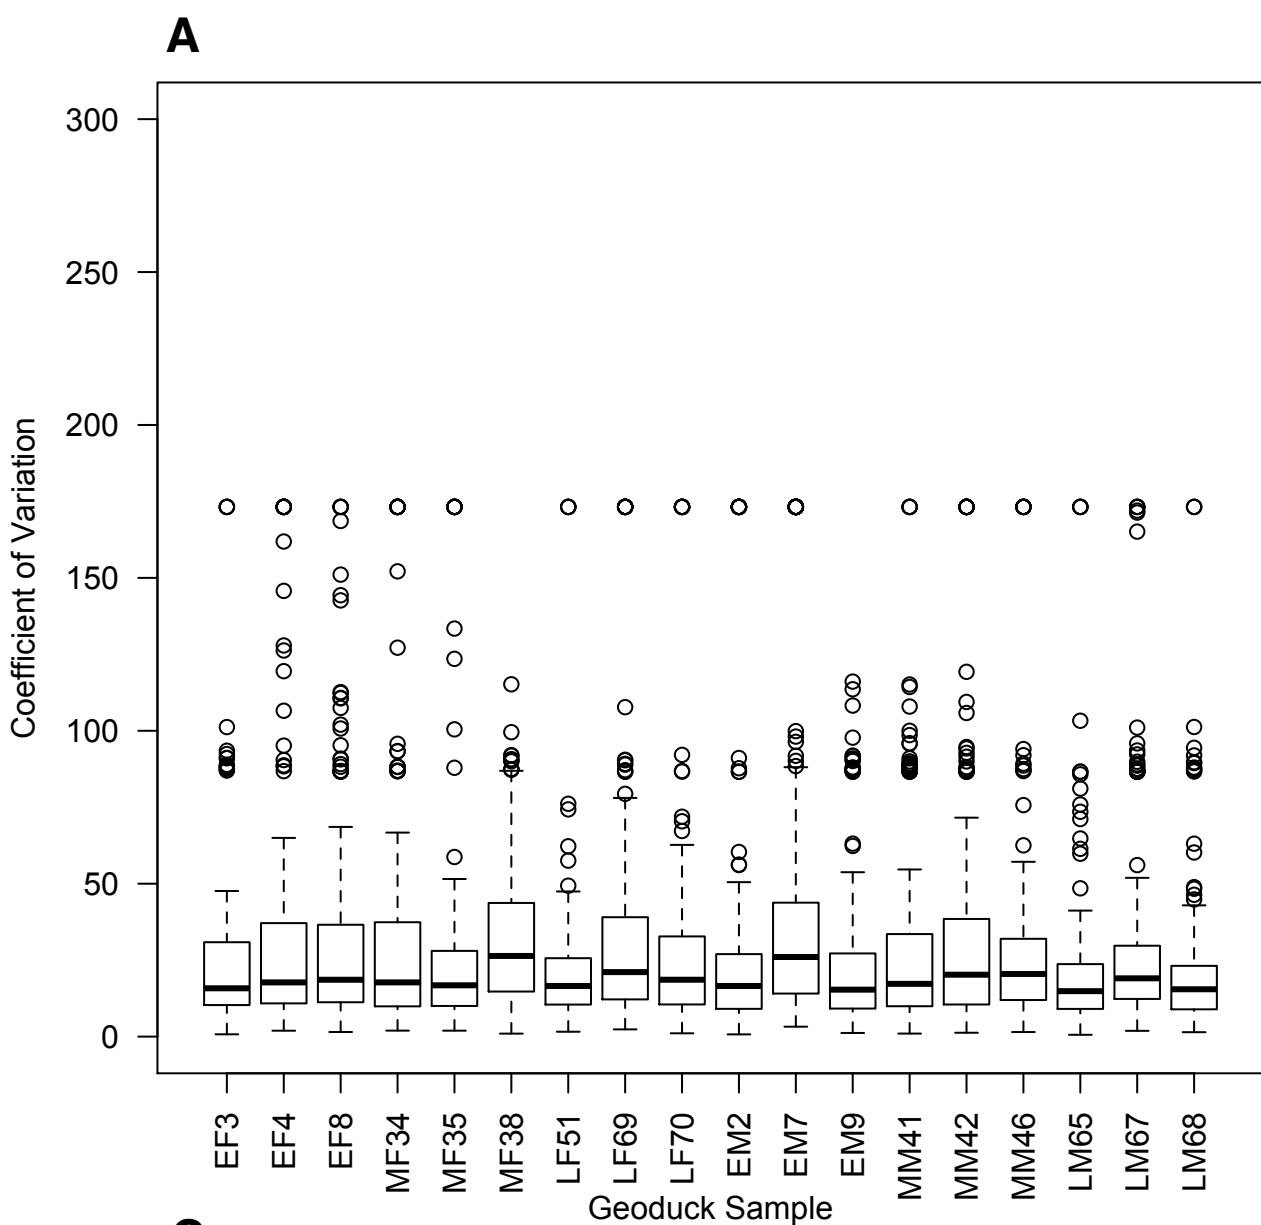 A
300
250
200
150
100
50
0
Coefficient of Variation
EF3
EF4
EF8
MF34
MF35
MF38
LF51
LF69
LF70
EM2
EM7
EM9
MM41
MM42
MM46
LM65
LM67
LM68
Geoduck Sample